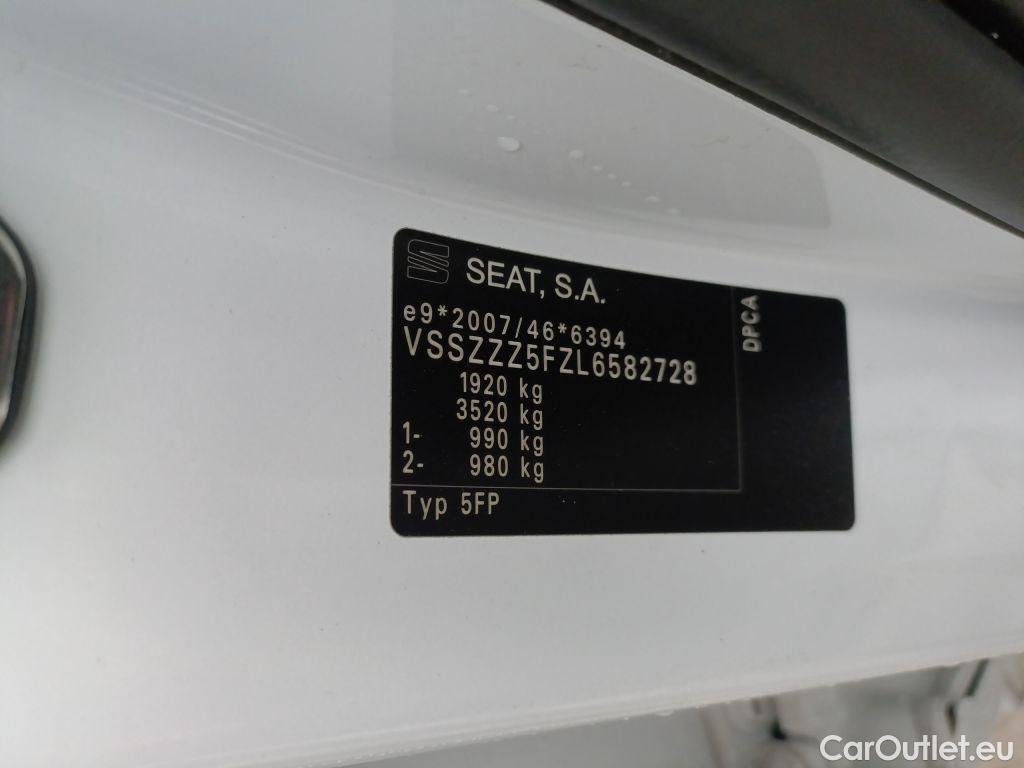 SEAT, S.A.
e9*2007/46*6394
VSSZZZ5FZL6582728
1920 kg
3520 kg
1- 990 kg
2- 980 kg
Typ 5FP
DPCA
CarOutlet.eu